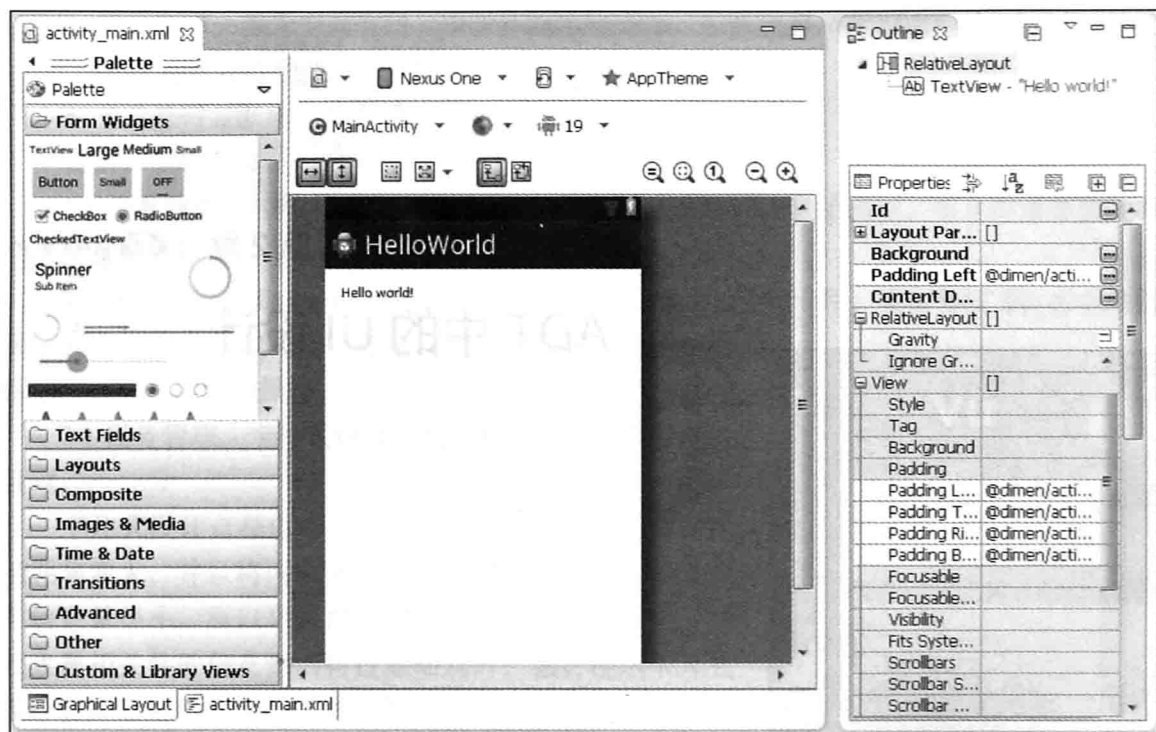 activity_main.xml
Palette
Palette
Form Widgets
TextView Large Medium Small
Button Small OFF
CheckBox RadioButton
CheckedTextView
Spinner
Sub Item
Text Fields
Layouts
Composite
Images & Media
Time & Date
Transitions
Advanced
Other
Custom & Library Views
Graphical Layout activity_main.xml
Nexus One AppTheme
MainActivity 19
HelloWorld
Hello world!
Outline
RelativeLayout
Ab TextView - "Hello world!"
Properties
Id
Layout Par... []
Background
Padding Left @dimen/acti...
Content D...
RelativeLayout []
Gravity
Ignore Gr...
View []
Style
Tag
Background
Padding
Padding L... @dimen/acti...
Padding T... @dimen/acti...
Padding Ri... @dimen/acti...
Padding B... @dimen/acti...
Focusable
Focusable...
Visibility
Fits Syste...
Scrollbars
Scrollbar S...
Scrollbar ...